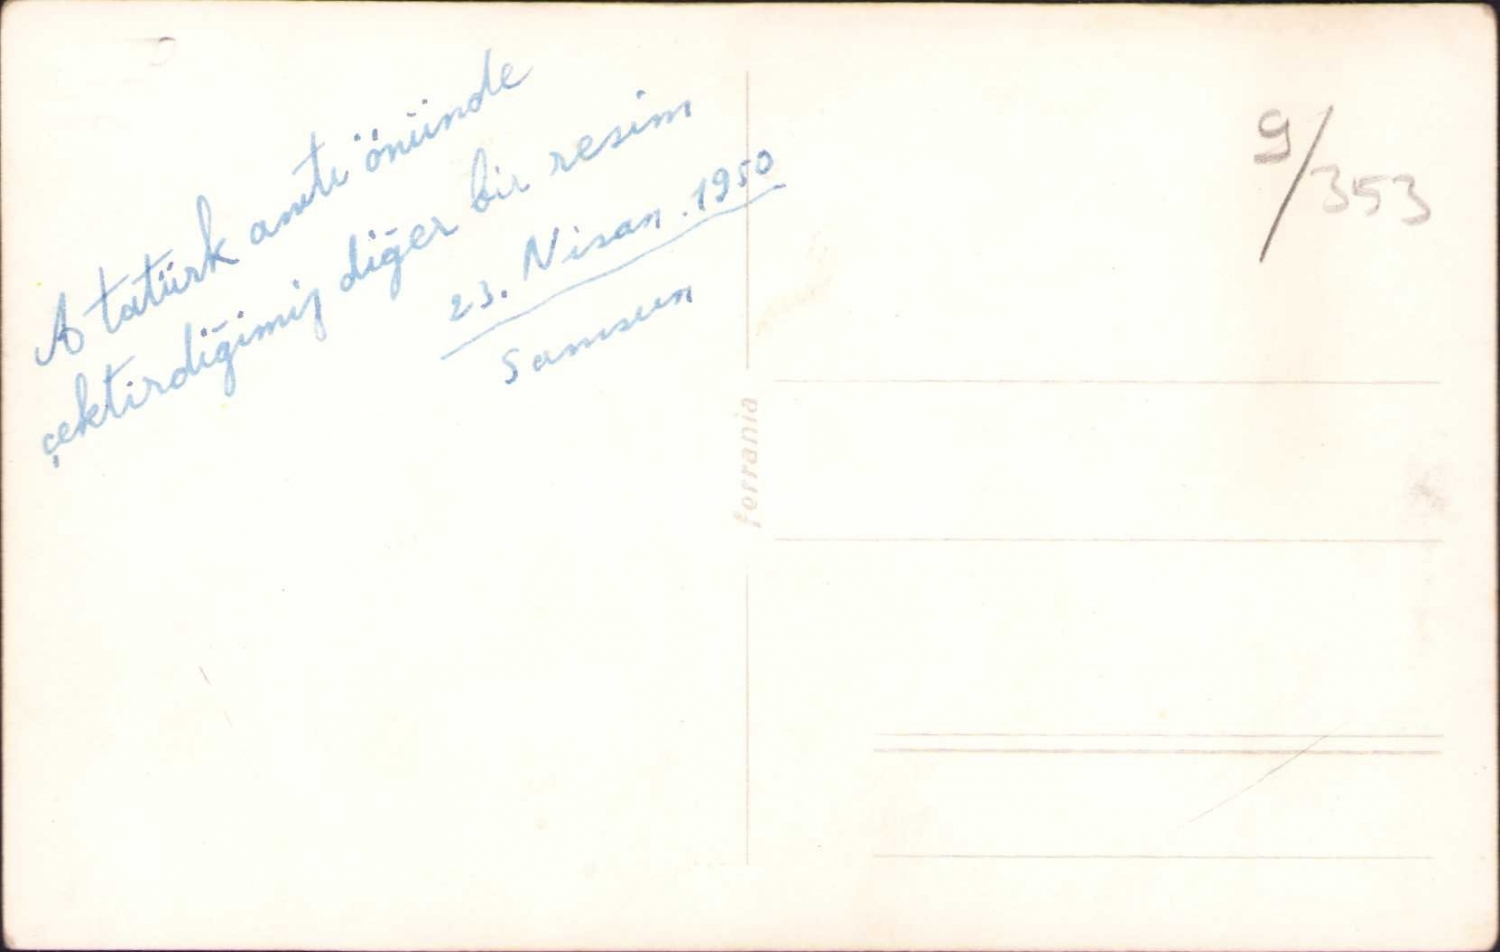 Atatürk anıtı önünde
çektirdiğimiz diğer bir resim
23. Nisan.1950
Samsun
ferrania
9/353